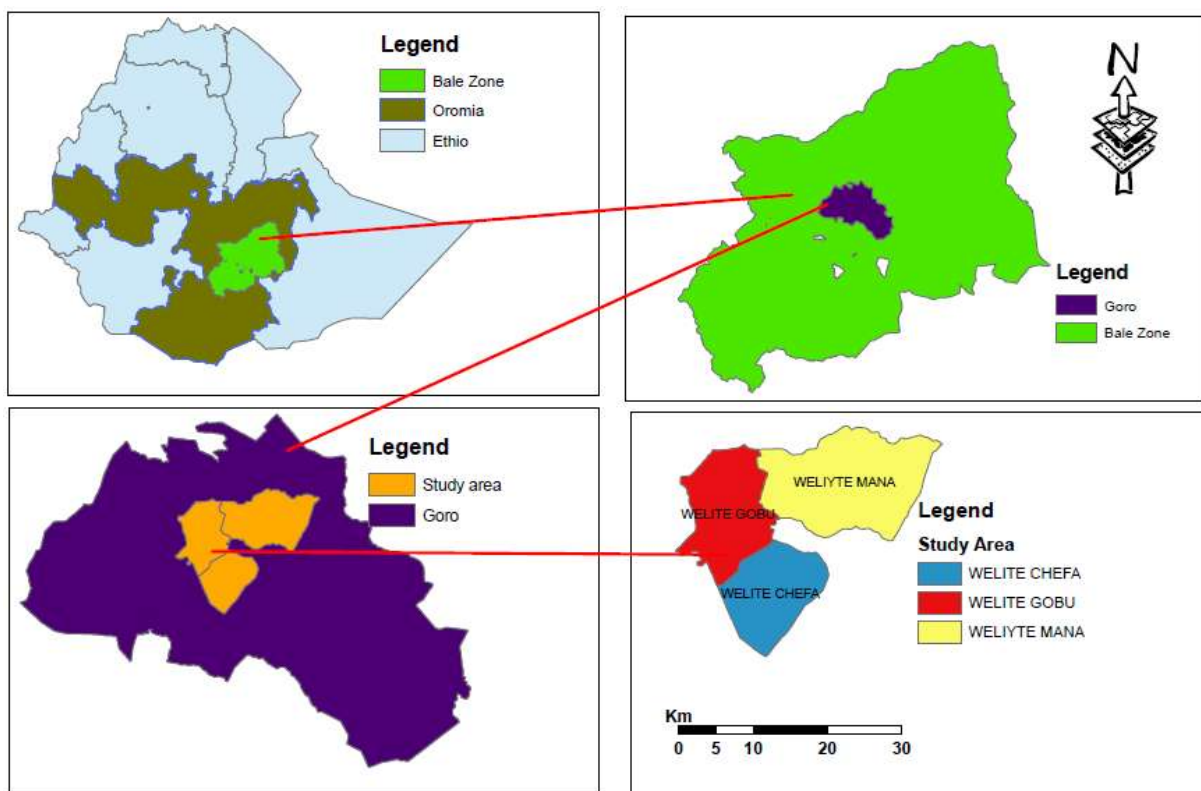 Legend
Bale Zone
Oromia
Ethio
N
Legend
Goro
Bale Zone
Legend
Study area
Goro
WELIYTE MANA
WELITE GOBU
WELITE CHEFA
Legend
Study Area
WELITE CHEFA
WELITE GOBU
WELIYTE MANA
Km
0 5 10 20 30